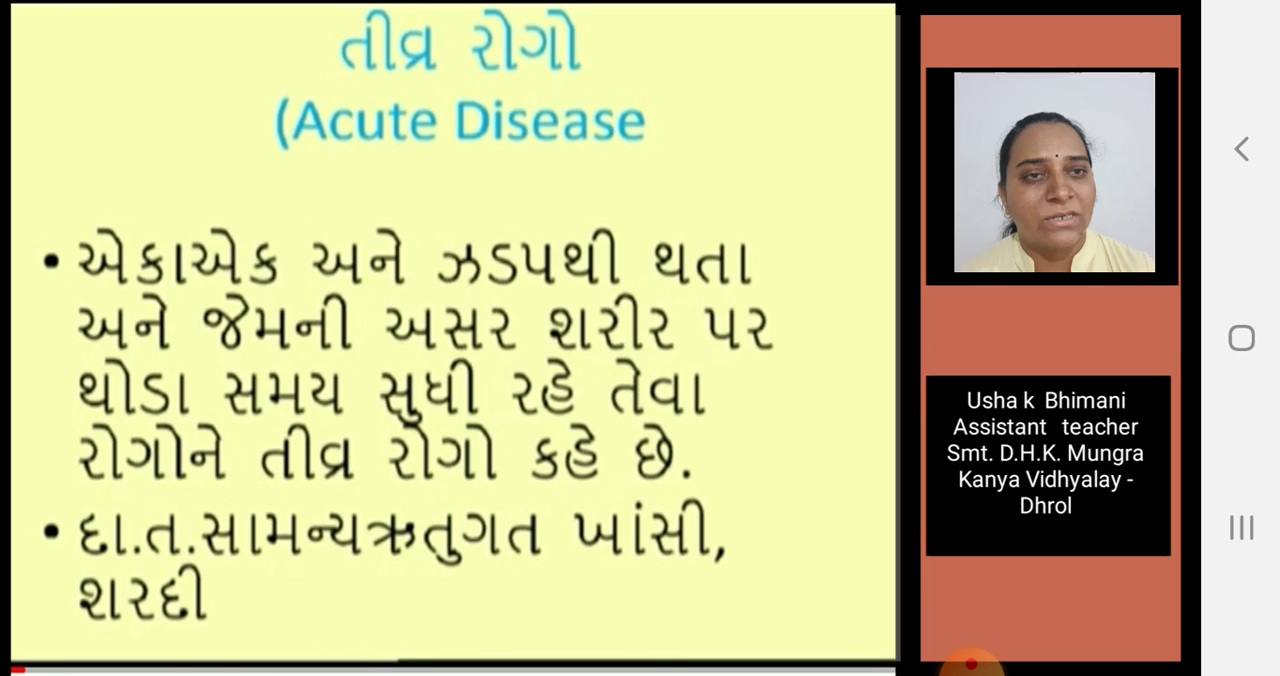 તીવ્ર રોગો
(Acute Disease
• એકાએક અને ઝડપથી થતા
અને જેમની અસર શરીર પર
થોડા સમય સુધી રહે તેવા
રોગોને તીવ્ર રોગો કહે છે.
• દા.ત.સામન્યઋતુગત ખાંસી,
શરદી
Usha k Bhimani
Assistant teacher
Smt. D.H.K. Mungra
Kanya Vidhyalay -
Dhrol